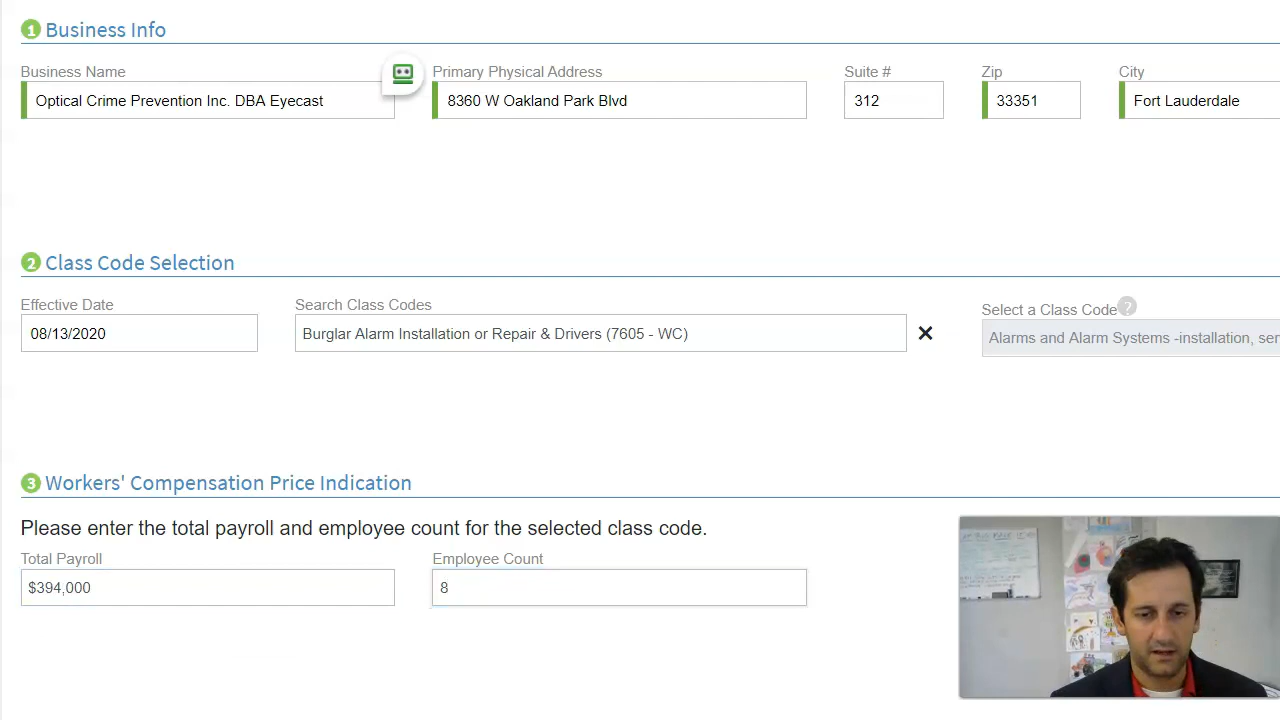 1 Business Info
Business Name
Optical Crime Prevention Inc. DBA Eyecast
Primary Physical Address
8360 W Oakland Park Blvd
Suite #
312
Zip
33351
City
Fort Lauderdale
2 Class Code Selection
Effective Date
08/13/2020
Search Class Codes
Burglar Alarm Installation or Repair & Drivers (7605 - WC)
×
Select a Class Code ?
Alarms and Alarm Systems -installation,
3 Workers' Compensation Price Indication
Please enter the total payroll and employee count for the selected class code.
Total Payroll
$394,000
Employee Count
8